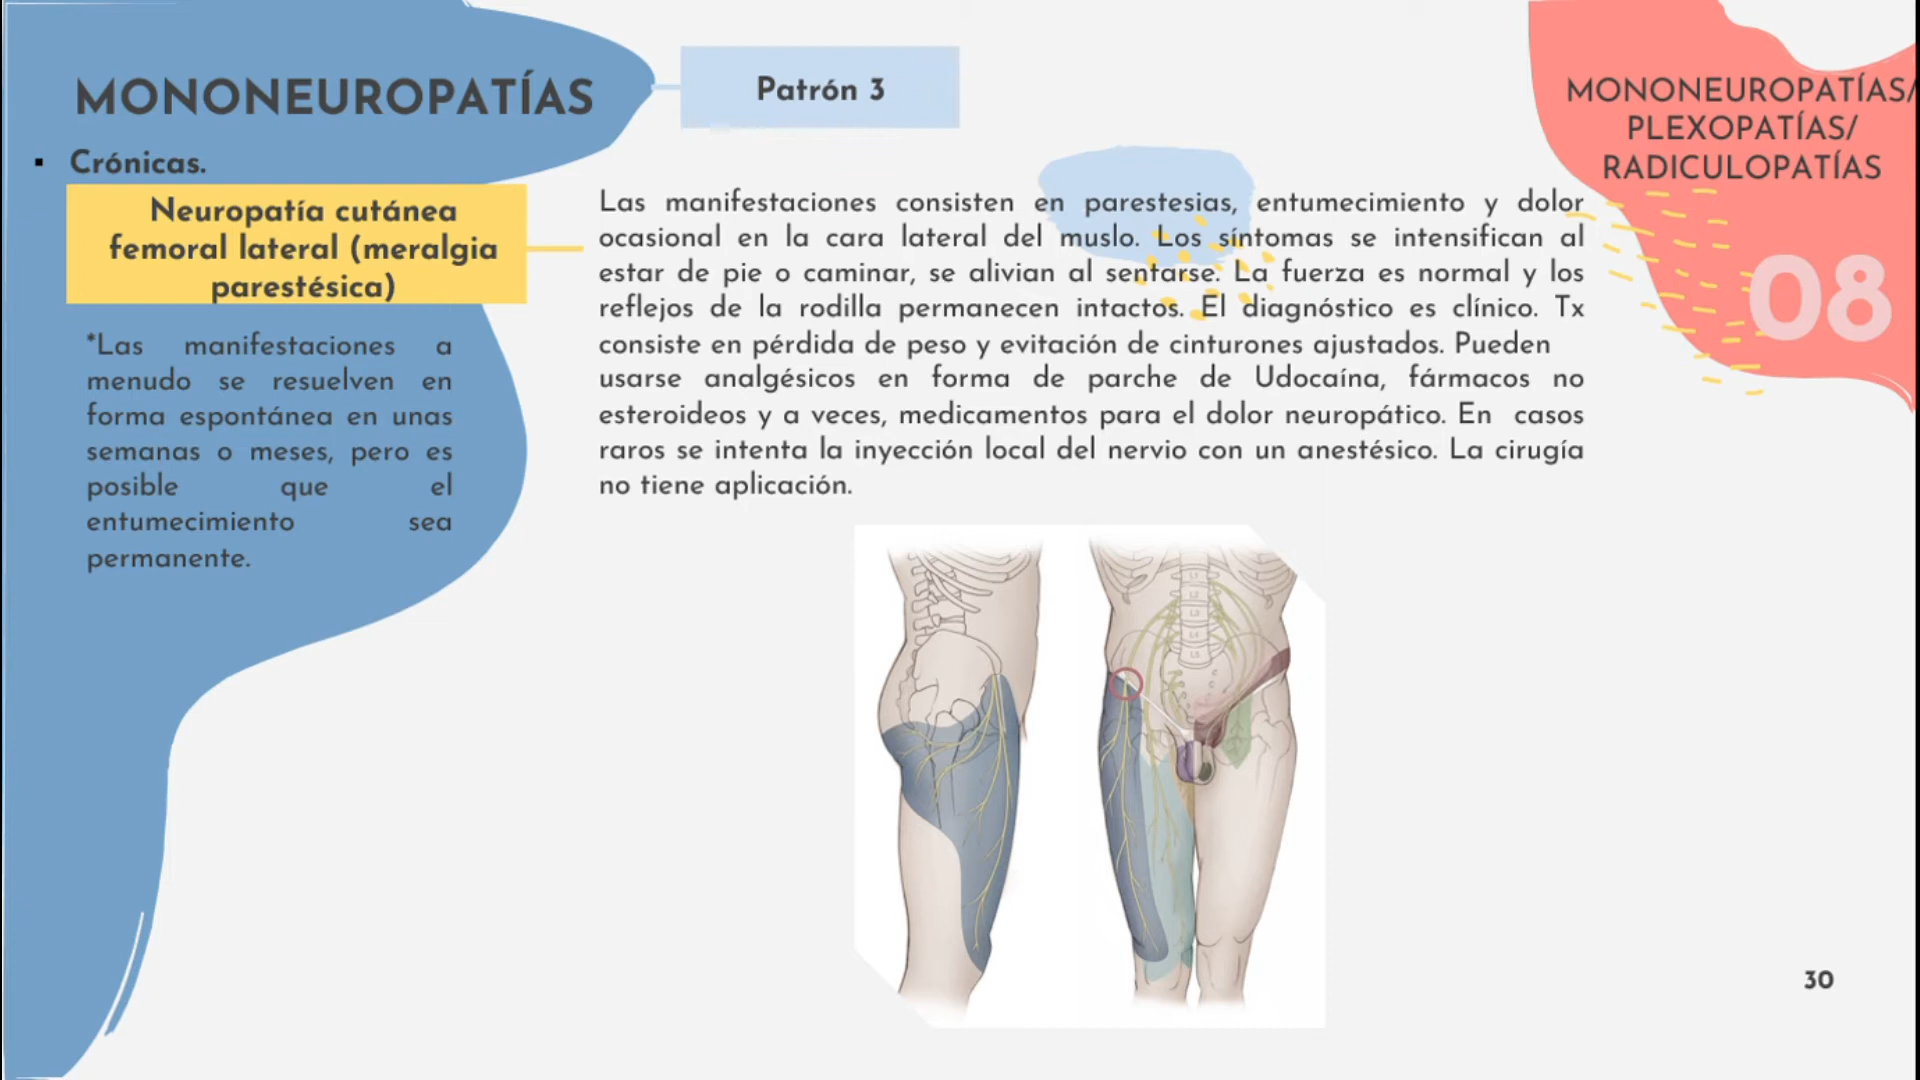 MONONEUROPATÍAS
Patrón 3
MONONEUROPATÍAS/
PLEXOPATÍAS/
RADICULOPATÍAS
08
▪ Crónicas.
Neuropatía cutánea
femoral lateral (meralgia
parestésica)
*Las manifestaciones a
menudo se resuelven en
forma espontánea en unas
semanas o meses, pero es
posible que el
entumecimiento sea
permanente.
Las manifestaciones consisten en parestesias, entumecimiento y dolor
ocasional en la cara lateral del muslo. Los síntomas se intensifican al
estar de pie o caminar, se alivian al sentarse. La fuerza es normal y los
reflejos de la rodilla permanecen intactos. El diagnóstico es clínico. Tx
consiste en pérdida de peso y evitación de cinturones ajustados. Pueden
usarse analgésicos en forma de parche de Udocaína, fármacos no
esteroideos y a veces, medicamentos para el dolor neuropático. En casos
raros se intenta la inyección local del nervio con un anestésico. La cirugía
no tiene aplicación.
L1
L2
L3
L4
L5
30